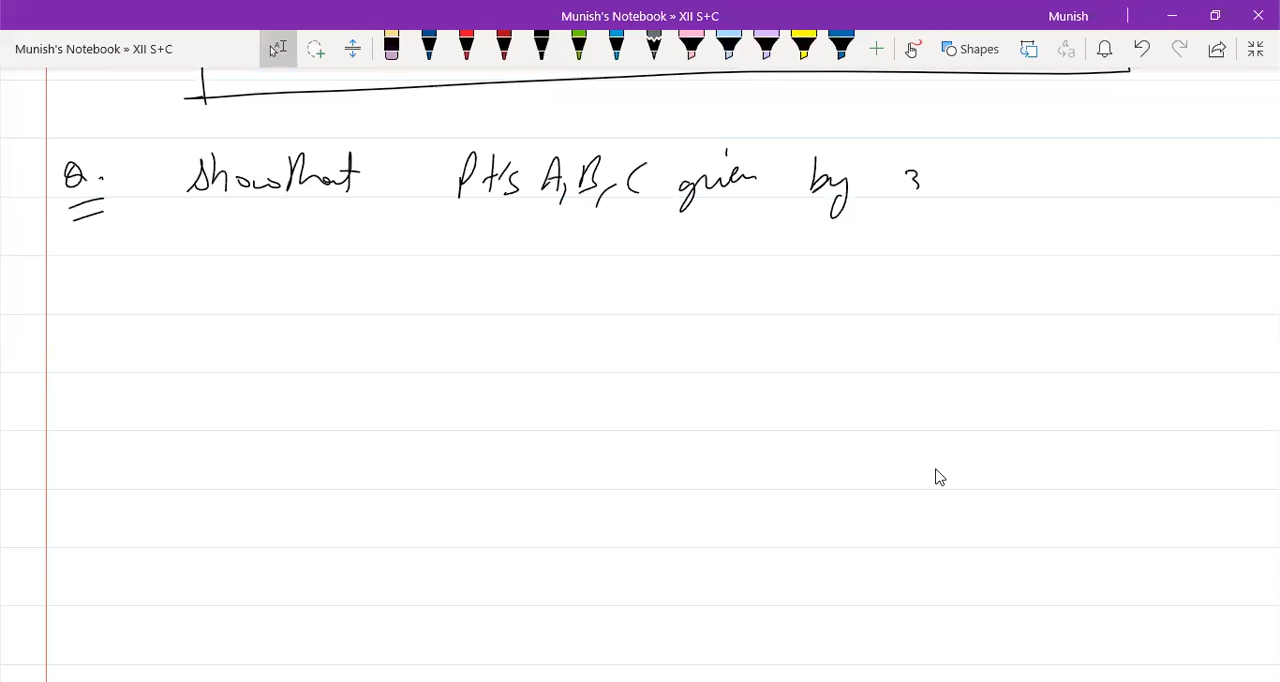 Munish's Notebook » XII S+C
Munish
Munish's Notebook » XII S+C
Shapes
Q. Show that Pt's A, B, C given by 3